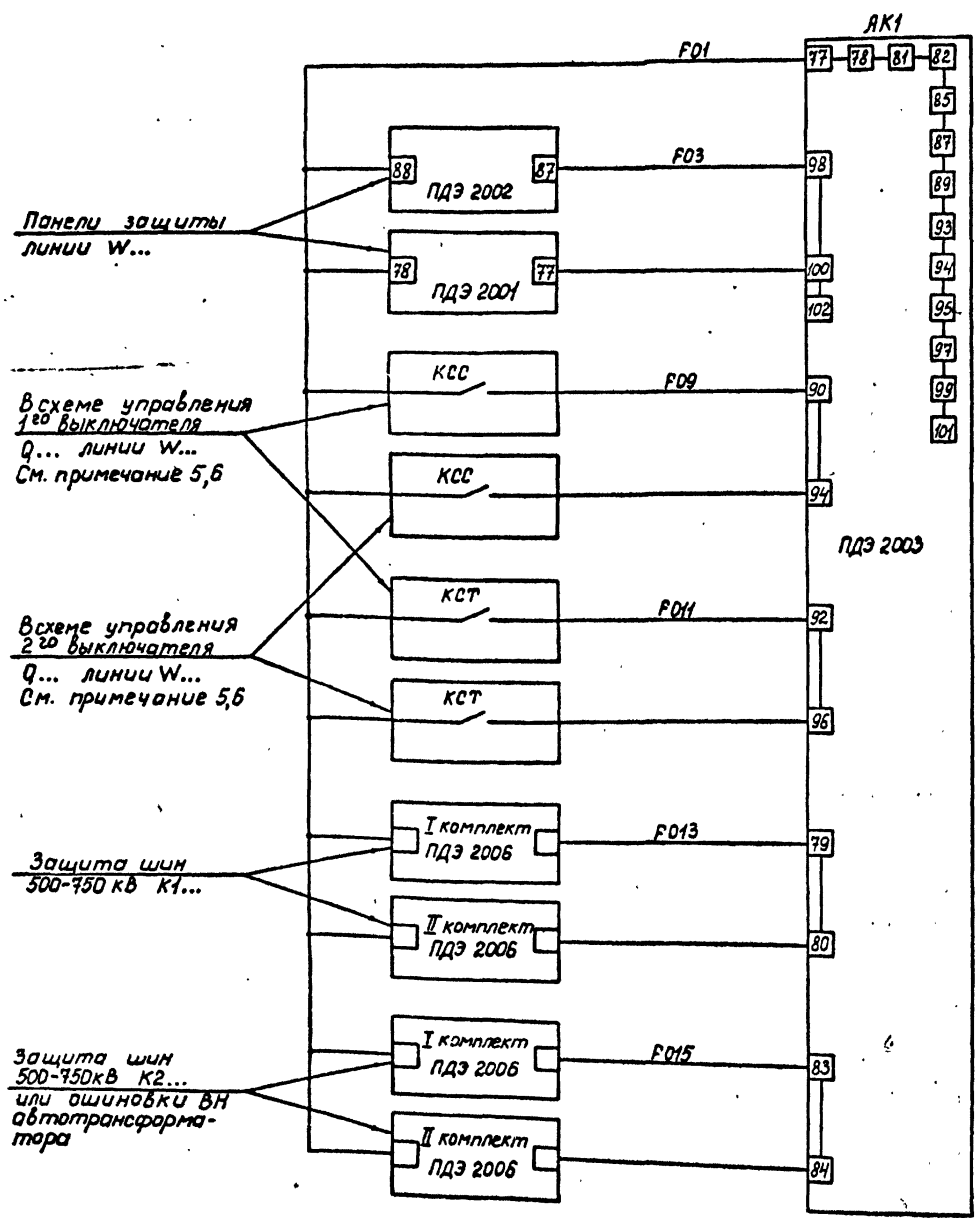 АК1
F01
77 78 81 82
85
87
89
93
94
95
97
99
101
88 87
ПДЭ 2002
F03
98
Панели защиты
линии W...
78 77
ПДЭ 2001
100
102
КСС
F09
90
В схеме управления
1го выключателя
Q... линии W...
См. примечание 5,6
КСС
94
ПДЭ 2003
КСТ
F011
92
В схеме управления
2го выключателя
Q... линии W...
См. примечание 5,6
КСТ
96
I комплект
ПДЭ 2006
F013
79
Защита шин
500-750 кВ К1...
II комплект
ПДЭ 2006
80
I комплект
ПДЭ 2006
F015
83
Защита шин
500-750кВ К2...
или ошиновки ВН
автотрансформа-
тора
II комплект
ПДЭ 2006
84